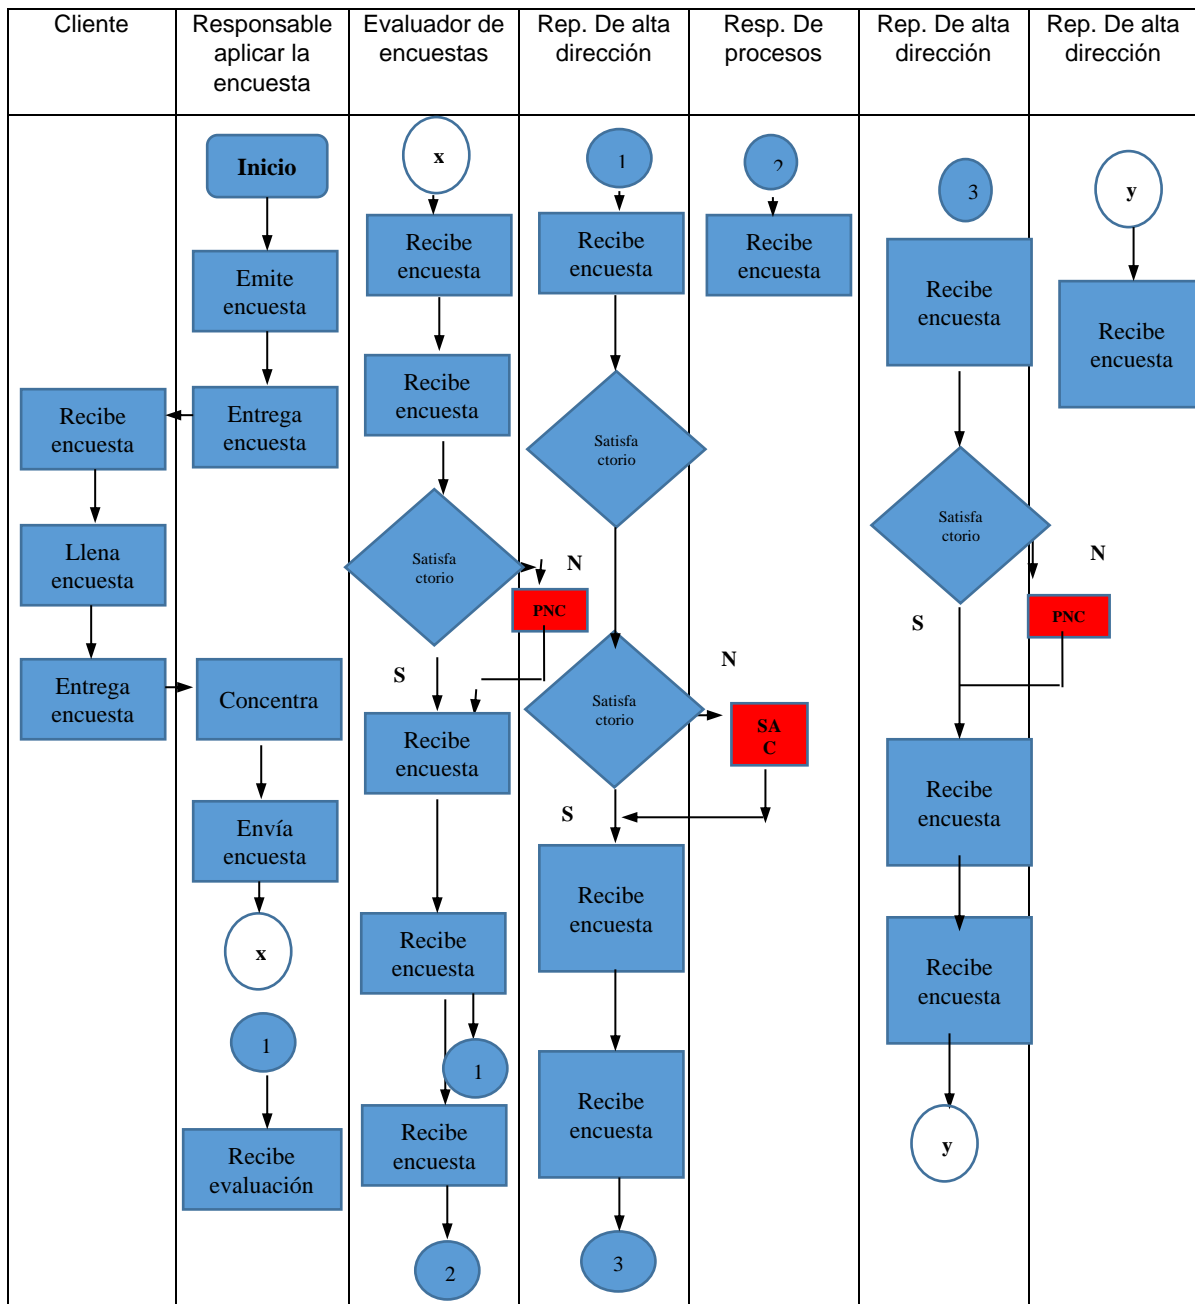 Cliente
Responsable
aplicar la
encuesta
Evaluador de
encuestas
Rep. De alta
dirección
Resp. De
procesos
Rep. De alta
dirección
Rep. De alta
dirección
Inicio
Emite
encuesta
Entrega
encuesta
Recibe
encuesta
Llena
encuesta
Entrega
encuesta
Concentra
Envía
encuesta
x
1
Recibe
evaluación
x
Recibe
encuesta
Recibe
encuesta
Satisfa
ctorio
N
PNC
S
Recibe
encuesta
Recibe
encuesta
1
Recibe
encuesta
2
1
Recibe
encuesta
Satisfa
ctorio
Satisfa
ctorio
N
SA
C
S
Recibe
encuesta
Recibe
encuesta
3
2
Recibe
encuesta
3
Recibe
encuesta
Satisfa
ctorio
N
PNC
S
Recibe
encuesta
Recibe
encuesta
y
y
Recibe
encuesta